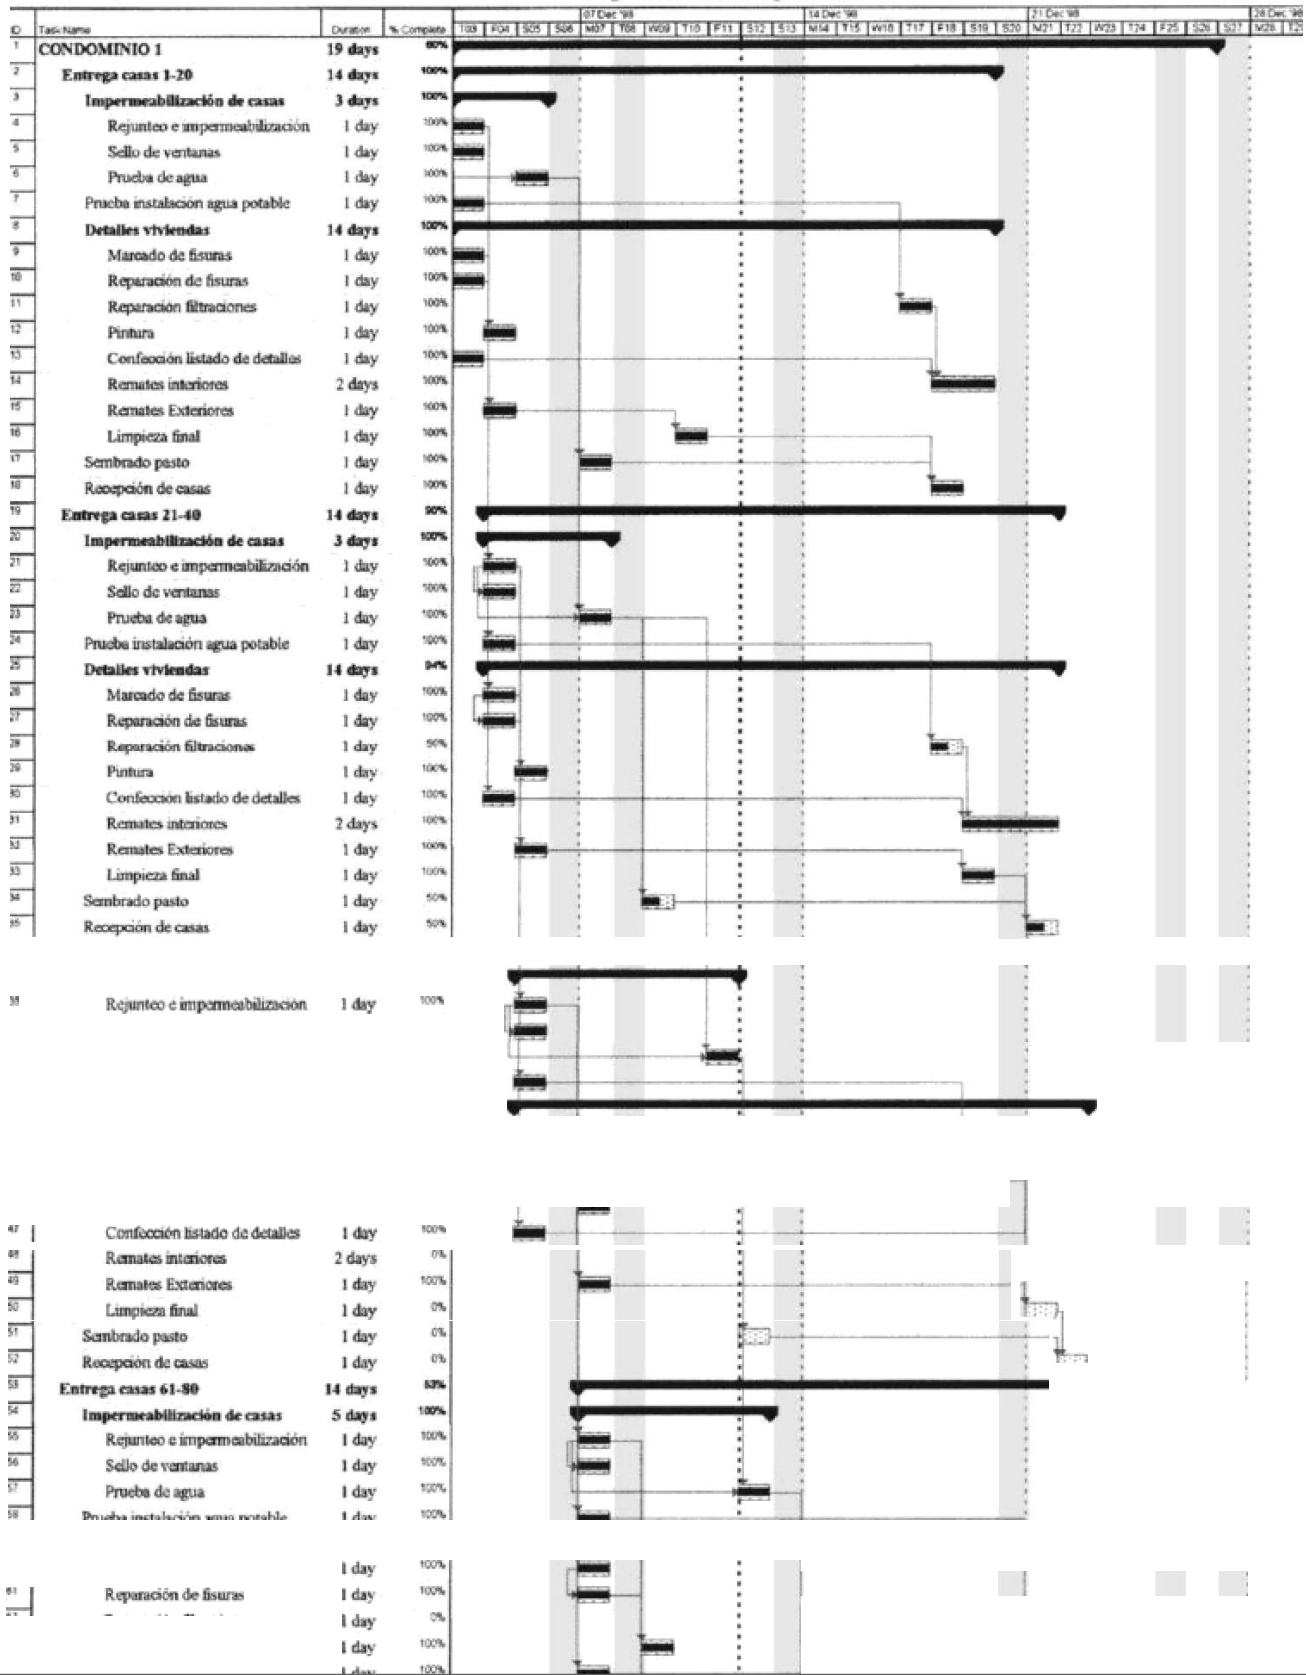 07 Dec '98 14 Dec '98 21 Dec '98 28 Dec '98
ID Task Name Duration % Complete T03 F04 S05 S06 M07 T08 W09 T10 F11 S12 S13 M14 T15 W16 T17 F18 S19 S20 M21 T22 W23 T24 F25 S26 S27 M28 T29
1 CONDOMINIO 1 19 days 60%
2 Entrega casas 1-20 14 days 100%
3 Impermeabilización de casas 3 days 100%
4 Rejunteo e impermeabilización 1 day 100%
5 Sello de ventanas 1 day 100%
6 Prueba de agua 1 day 100%
7 Prueba instalación agua potable 1 day 100%
8 Detalles viviendas 14 days 100%
9 Marcado de fisuras 1 day 100%
10 Reparación de fisuras 1 day 100%
11 Reparación filtraciones 1 day 100%
12 Pintura 1 day 100%
13 Confección listado de detalles 1 day 100%
14 Remates interiores 2 days 100%
15 Remates Exteriores 1 day 100%
16 Limpieza final 1 day 100%
17 Sembrado pasto 1 day 100%
18 Recepción de casas 1 day 100%
19 Entrega casas 21-40 14 days 90%
20 Impermeabilización de casas 3 days 100%
21 Rejunteo e impermeabilización 1 day 100%
22 Sello de ventanas 1 day 100%
23 Prueba de agua 1 day 100%
24 Prueba instalación agua potable 1 day 100%
25 Detalles viviendas 14 days 94%
26 Marcado de fisuras 1 day 100%
27 Reparación de fisuras 1 day 100%
28 Reparación filtraciones 1 day 50%
29 Pintura 1 day 100%
30 Confección listado de detalles 1 day 100%
31 Remates interiores 2 days 100%
32 Remates Exteriores 1 day 100%
33 Limpieza final 1 day 100%
34 Sembrado pasto 1 day 50%
35 Recepción de casas 1 day 50%
Rejunteo e impermeabilización 1 day 100%
47 Confección listado de detalles 1 day 100%
48 Remates interiores 2 days 0%
49 Remates Exteriores 1 day 100%
50 Limpieza final 1 day 0%
51 Sembrado pasto 1 day 0%
52 Recepción de casas 1 day 0%
53 Entrega casas 61-80 14 days 53%
54 Impermeabilización de casas 5 days 100%
55 Rejunteo e impermeabilización 1 day 100%
56 Sello de ventanas 1 day 100%
57 Prueba de agua 1 day 100%
58 Prueba instalación agua potable 1 day 100%
1 day 100%
61 Reparación de fisuras 1 day 100%
1 day 0%
1 day 100%
1 day 100%